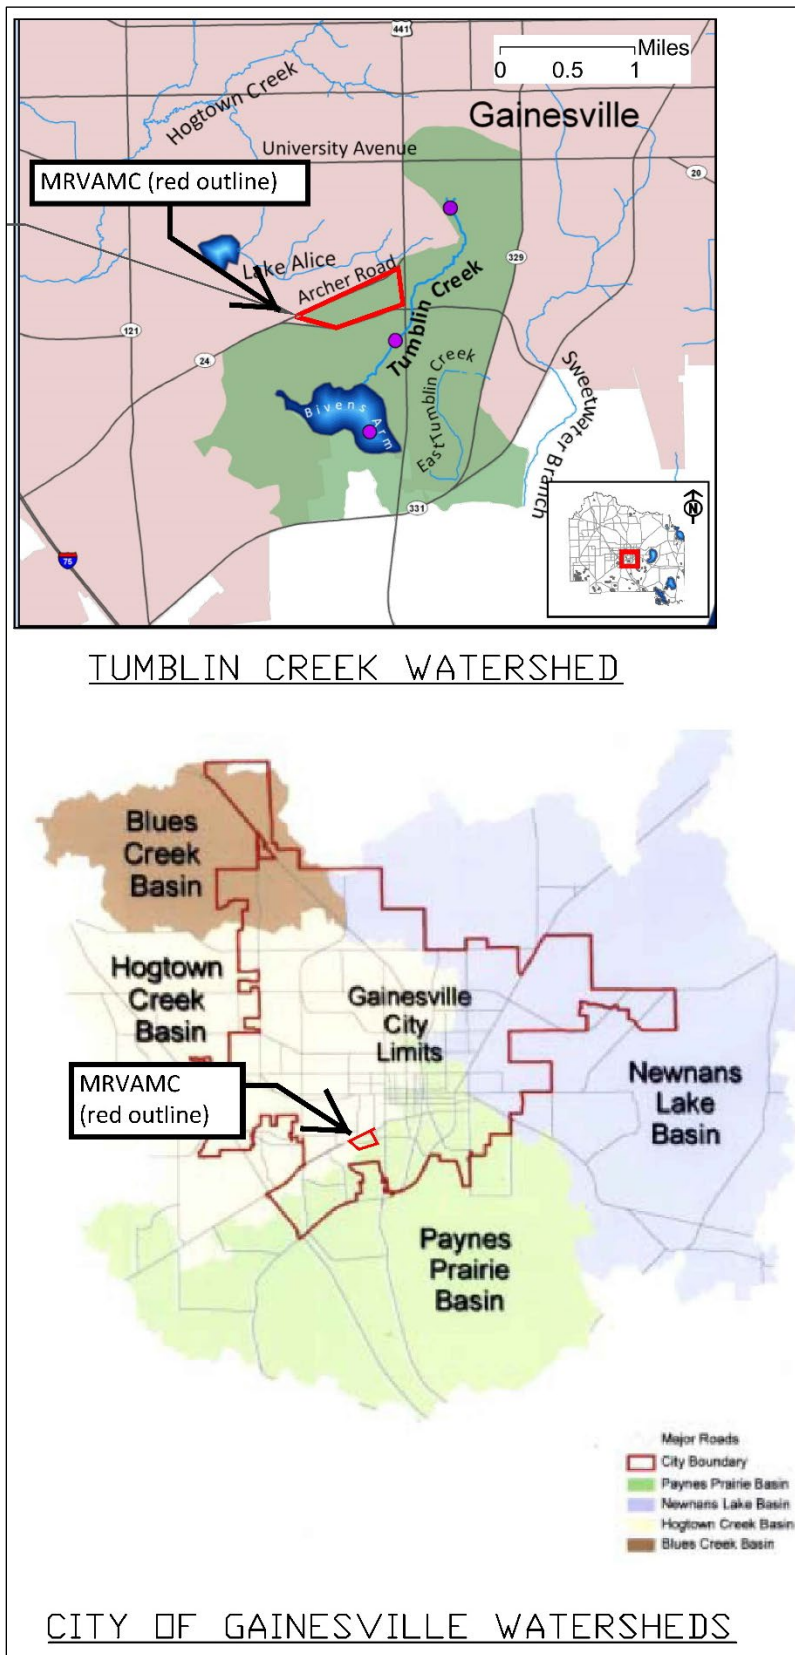 441
Miles
0 0.5 1
Hogtown Creek
Gainesville
University Avenue
MRVAMC (red outline)
20
Lake Alice
Archer Road
329
121
Tumblin Creek
24
Sweetwater Branch
East Tumblin Creek
Bivens Arm
331
N
75
TUMBLIN CREEK WATERSHED
Blues
Creek
Basin
Hogtown
Creek
Basin
Gainesville
City
Limits
MRVAMC
(red outline)
Newnans
Lake
Basin
Paynes
Prairie
Basin
Major Roads
City Boundary
Paynes Prairie Basin
Newnans Lake Basin
Hogtown Creek Basin
Blues Creek Basin
CITY OF GAINESVILLE WATERSHEDS